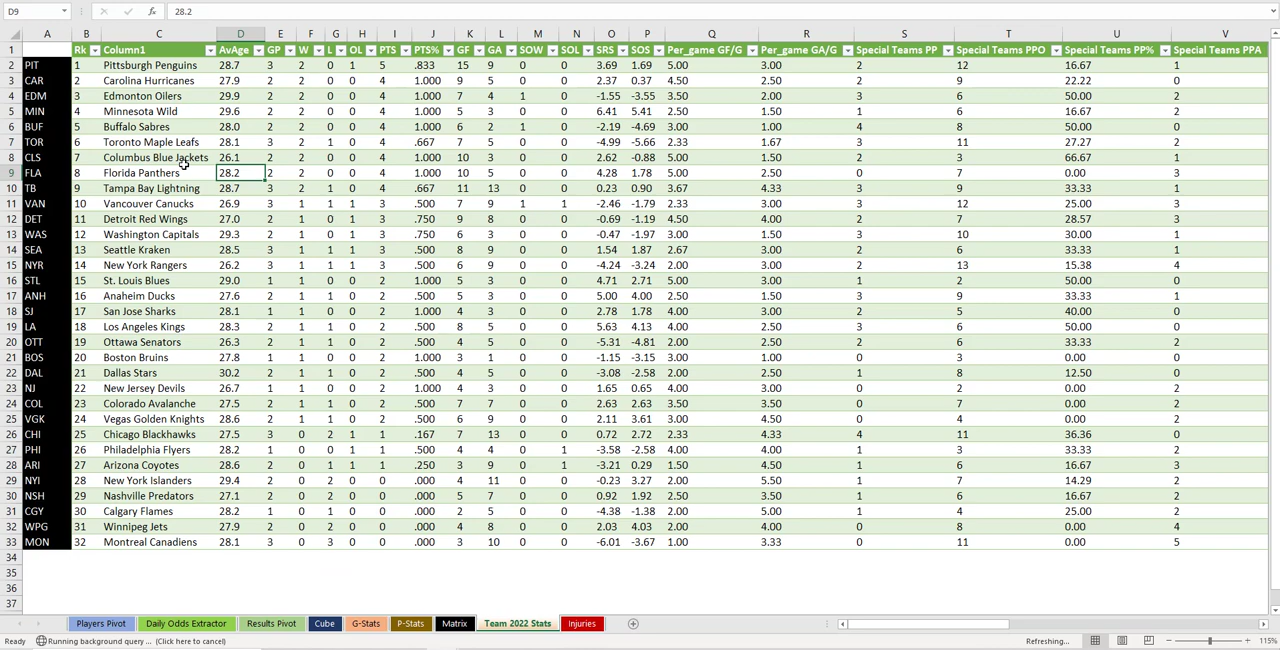 D9 fx 28.2
A B C D E F G H I J K L M N O P Q R S T U V
1 Rk Column1 AvAge GP W L OL PTS PTS% GF GA SOW SOL SRS SOS Per_game GF/G Per_game GA/G Special Teams PP Special Teams PPO Special Teams PP% Special Teams PPA
2 PIT 1 Pittsburgh Penguins 28.7 3 2 0 1 5 .833 15 9 0 0 3.69 1.69 5.00 3.00 2 12 16.67 1
3 CAR 2 Carolina Hurricanes 27.9 2 2 0 0 4 1.000 9 5 0 0 2.37 0.37 4.50 2.50 2 9 22.22 0
4 EDM 3 Edmonton Oilers 29.9 2 2 0 0 4 1.000 7 4 1 0 -1.55 -3.55 3.50 2.00 3 6 50.00 2
5 MIN 4 Minnesota Wild 29.6 2 2 0 0 4 1.000 5 3 0 0 6.41 5.41 2.50 1.50 1 6 16.67 2
6 BUF 5 Buffalo Sabres 28.0 2 2 0 0 4 1.000 6 2 1 0 -2.19 -4.69 3.00 1.00 4 8 50.00 0
7 TOR 6 Toronto Maple Leafs 28.1 3 2 1 0 4 .667 7 5 0 0 -4.99 -5.66 2.33 1.67 3 11 27.27 2
8 CLS 7 Columbus Blue Jackets 26.1 2 2 0 0 4 1.000 10 3 0 0 2.62 -0.88 5.00 1.50 2 3 66.67 1
9 FLA 8 Florida Panthers 28.2 2 2 0 0 4 1.000 10 5 0 0 4.28 1.78 5.00 2.50 0 7 0.00 3
10 TB 9 Tampa Bay Lightning 28.7 3 2 1 0 4 .667 11 13 0 0 0.23 0.90 3.67 4.33 3 9 33.33 1
11 VAN 10 Vancouver Canucks 26.9 3 1 1 1 3 .500 7 9 1 1 -2.46 -1.79 2.33 3.00 3 12 25.00 3
12 DET 11 Detroit Red Wings 27.0 2 1 0 1 3 .750 9 8 0 0 -0.69 -1.19 4.50 4.00 2 7 28.57 3
13 WAS 12 Washington Capitals 29.3 2 1 0 1 3 .750 6 3 0 0 -0.47 -1.97 3.00 1.50 3 10 30.00 1
14 SEA 13 Seattle Kraken 28.5 3 1 1 1 3 .500 8 9 0 0 1.54 1.87 2.67 3.00 2 6 33.33 1
15 NYR 14 New York Rangers 26.2 3 1 1 1 3 .500 6 9 0 0 -4.24 -3.24 2.00 3.00 2 13 15.38 4
16 STL 15 St. Louis Blues 29.0 1 1 0 0 2 1.000 5 3 0 0 4.71 2.71 5.00 3.00 1 2 50.00 0
17 ANH 16 Anaheim Ducks 27.6 2 1 1 0 2 .500 5 3 0 0 5.00 4.00 2.50 1.50 3 9 33.33 1
18 SJ 17 San Jose Sharks 28.1 1 1 0 0 2 1.000 4 3 0 0 2.78 1.78 4.00 3.00 2 5 40.00 0
19 LA 18 Los Angeles Kings 28.3 2 1 1 0 2 .500 8 5 0 0 5.63 4.13 4.00 2.50 3 6 50.00 0
20 OTT 19 Ottawa Senators 26.3 2 1 1 0 2 .500 4 5 0 0 -5.31 -4.81 2.00 2.50 2 6 33.33 2
21 BOS 20 Boston Bruins 27.8 1 1 0 0 2 1.000 3 1 0 0 -1.15 -3.15 3.00 1.00 0 3 0.00 0
22 DAL 21 Dallas Stars 30.2 2 1 1 0 2 .500 4 5 0 0 -3.08 -2.58 2.00 2.50 1 8 12.50 0
23 NJ 22 New Jersey Devils 26.7 1 1 0 0 2 1.000 4 3 0 0 1.65 0.65 4.00 3.00 0 2 0.00 2
24 COL 23 Colorado Avalanche 27.5 2 1 1 0 2 .500 7 7 0 0 2.63 2.63 3.50 3.50 0 7 0.00 2
25 VGK 24 Vegas Golden Knights 28.6 2 1 1 0 2 .500 6 9 0 0 2.11 3.61 3.00 4.50 0 4 0.00 2
26 CHI 25 Chicago Blackhawks 27.5 3 0 2 1 1 .167 7 13 0 0 0.72 2.72 2.33 4.33 4 11 36.36 0
27 PHI 26 Philadelphia Flyers 28.2 1 0 0 1 1 .500 4 4 0 1 -3.58 -2.58 4.00 4.00 1 3 33.33 2
28 ARI 27 Arizona Coyotes 28.6 2 0 1 1 1 .250 3 9 0 1 -3.21 0.29 1.50 4.50 1 6 16.67 3
29 NYI 28 New York Islanders 29.4 2 0 2 0 0 .000 4 11 0 0 -0.23 3.27 2.00 5.50 1 7 14.29 2
30 NSH 29 Nashville Predators 27.1 2 0 2 0 0 .000 5 7 0 0 0.92 1.92 2.50 3.50 1 6 16.67 2
31 CGY 30 Calgary Flames 28.2 1 0 1 0 0 .000 2 5 0 0 -4.38 -1.38 2.00 5.00 1 4 25.00 2
32 WPG 31 Winnipeg Jets 27.9 2 0 2 0 0 .000 4 8 0 0 2.03 4.03 2.00 4.00 0 8 0.00 4
33 MON 32 Montreal Canadiens 28.1 3 0 3 0 0 .000 3 10 0 0 -6.01 -3.67 1.00 3.33 0 11 0.00 5
34
35
36
37
Players Pivot Daily Odds Extractor Results Pivot Cube G-Stats P-Stats Matrix Team 2022 Stats Injuries
Ready Running background query ... (Click here to cancel) Refreshing... 115%